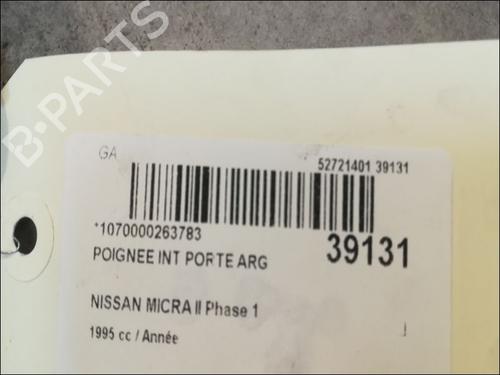 B-PARTS
GA
52721401 39131
*1070000263783
39131
POIGNEE INT PORTE ARG
NISSAN MICRA II Phase 1
1995 cc / Année